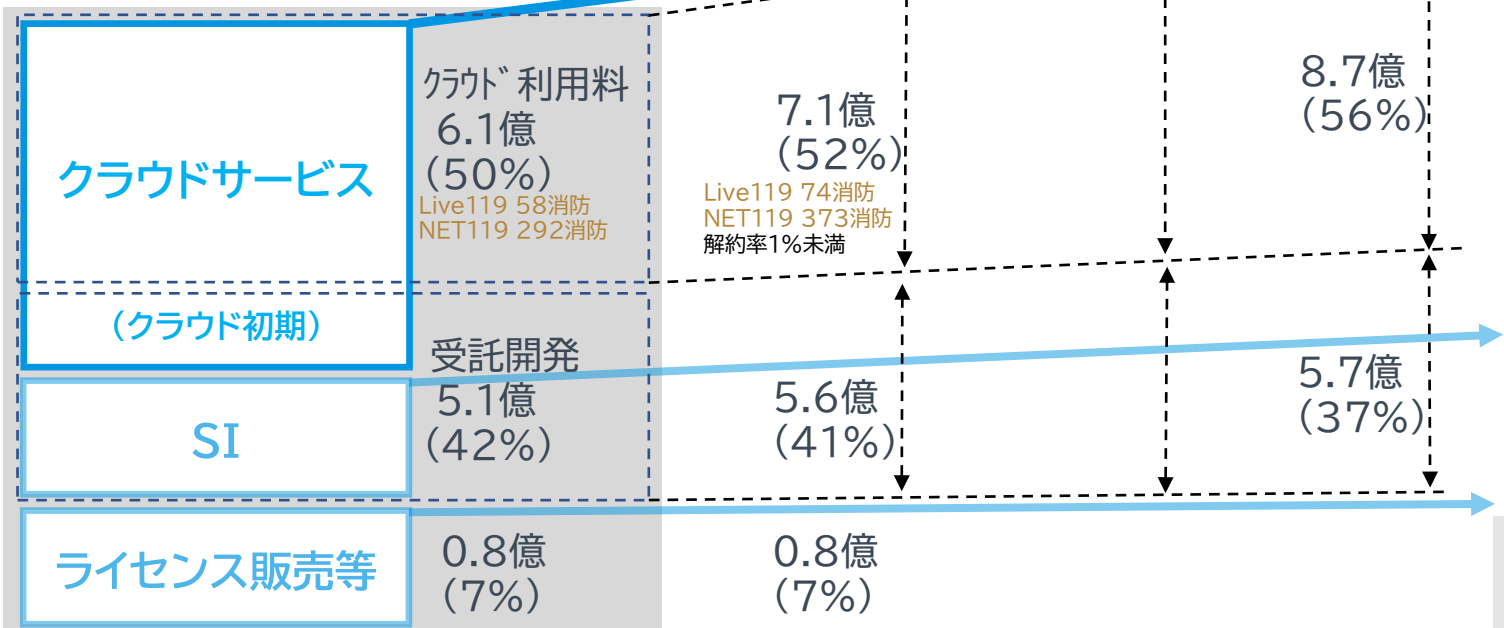 クラウドサービス
(クラウド初期)
SI
ライセンス販売等
ｸﾗｳﾄﾞ利用料
6.1億
(50%)
Live119 58消防
NET119 292消防
受託開発
5.1億
(42%)
0.8億
(7%)
7.1億
(52%)
Live119 74消防
NET119 373消防
解約率1%未満
5.6億
(41%)
0.8億
(7%)
8.7億
(56%)
5.7億
(37%)